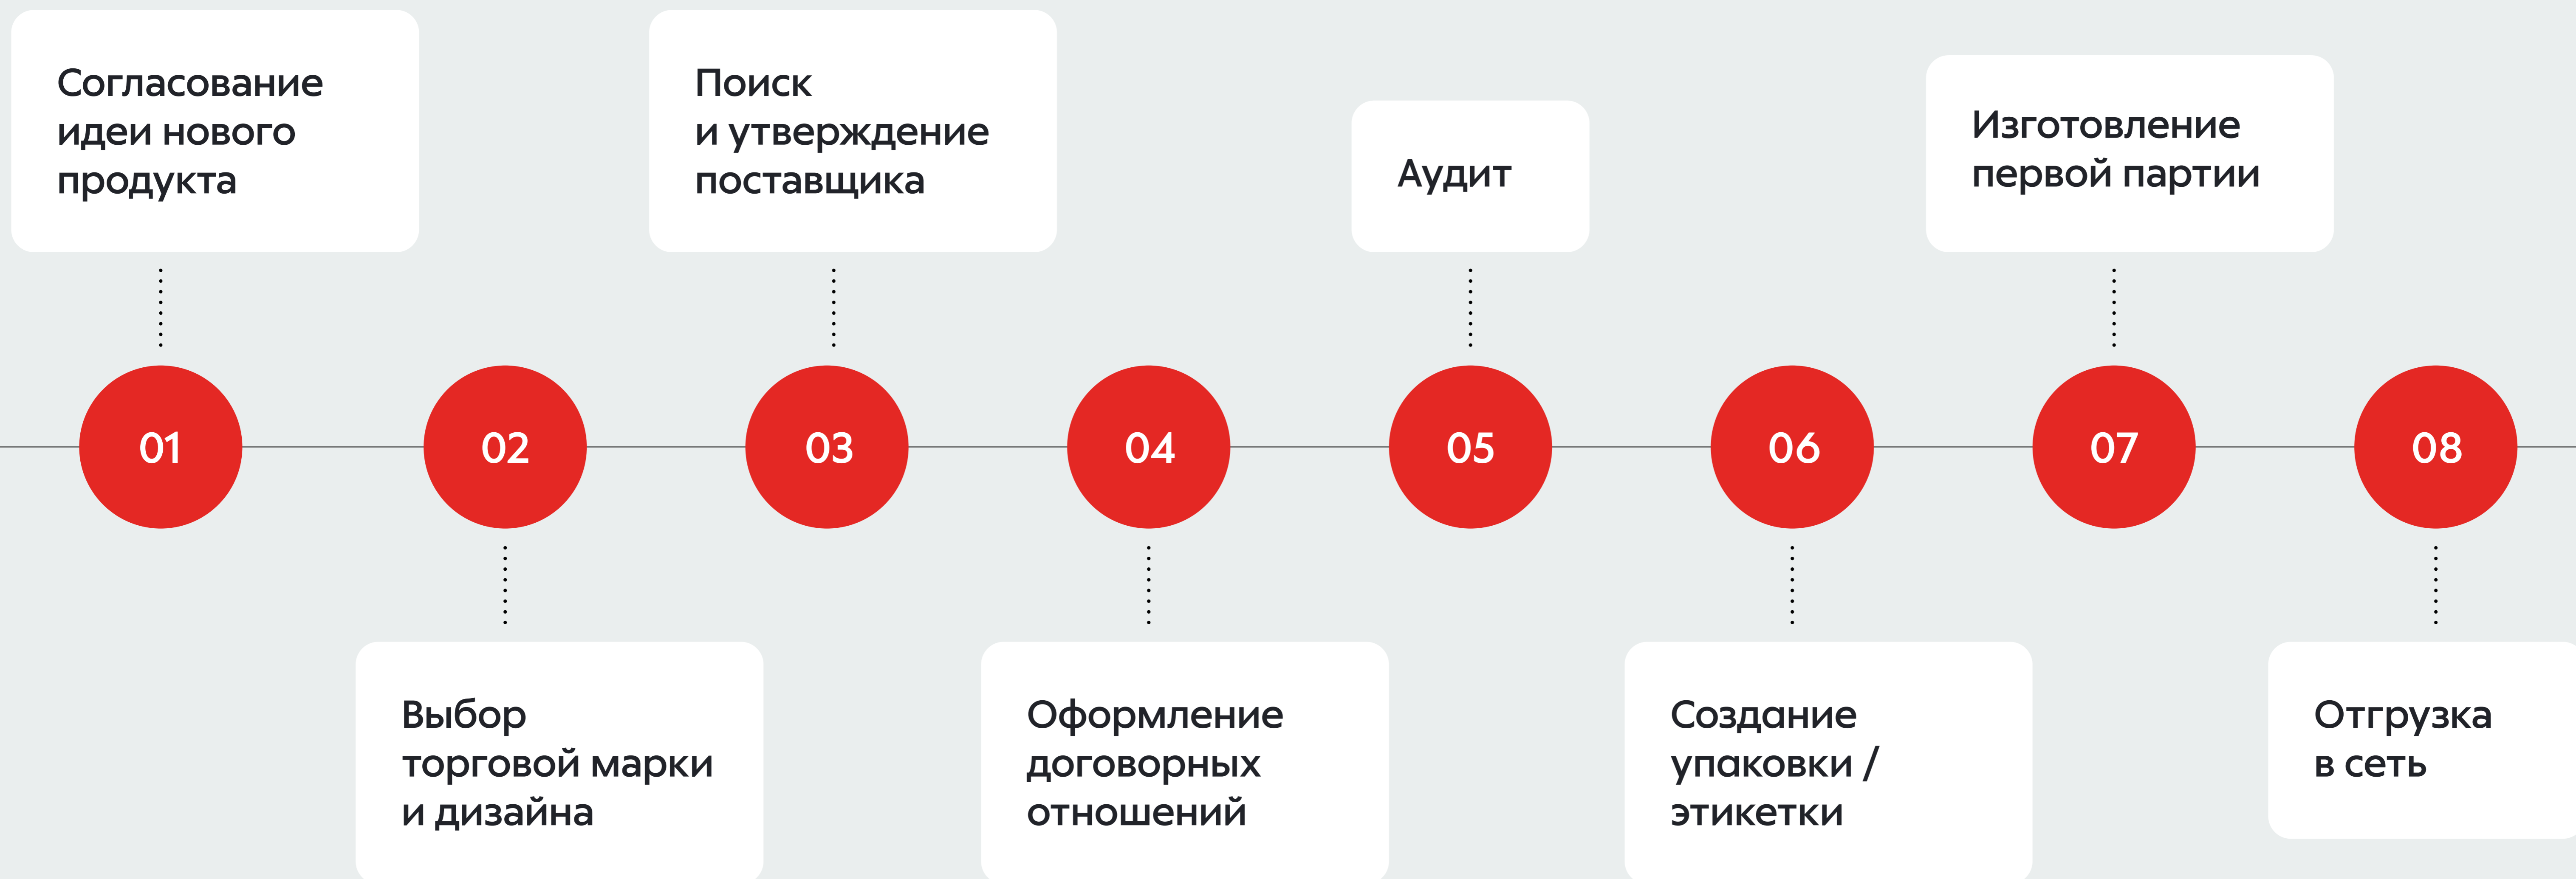 Согласование
идеи нового
продукта
Поиск
и утверждение
поставщика
Аудит
Изготовление
первой партии
01
02
03
04
05
06
07
08
Выбор
торговой марки
и дизайна
Оформление
договорных
отношений
Создание
упаковки /
этикетки
Отгрузка
в сеть